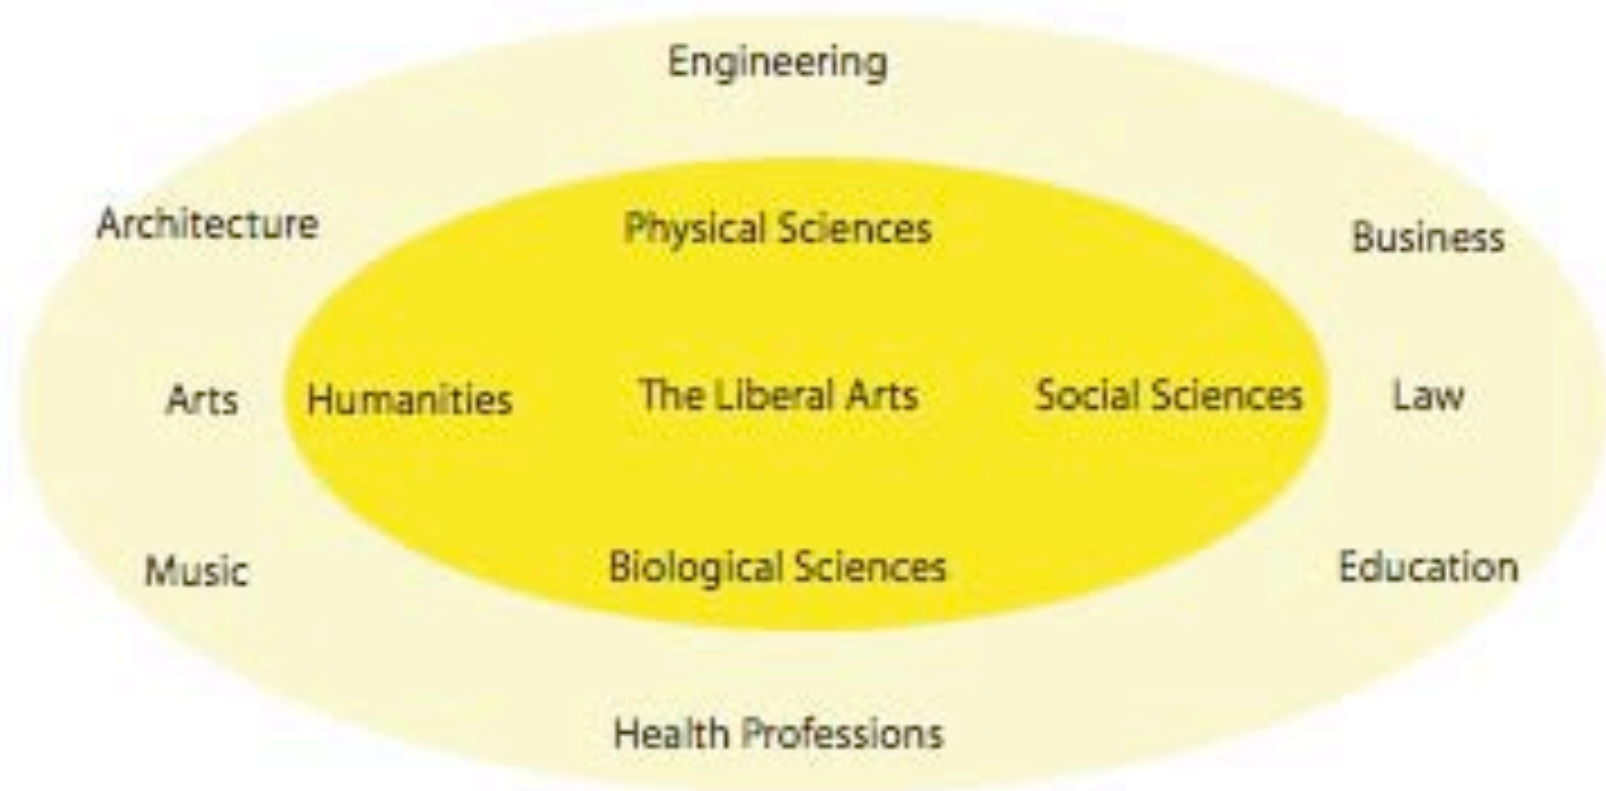 Engineering
Architecture
Physical Sciences
Business
Arts
Humanities
The Liberal Arts
Social Sciences
Law
Music
Biological Sciences
Education
Health Professions